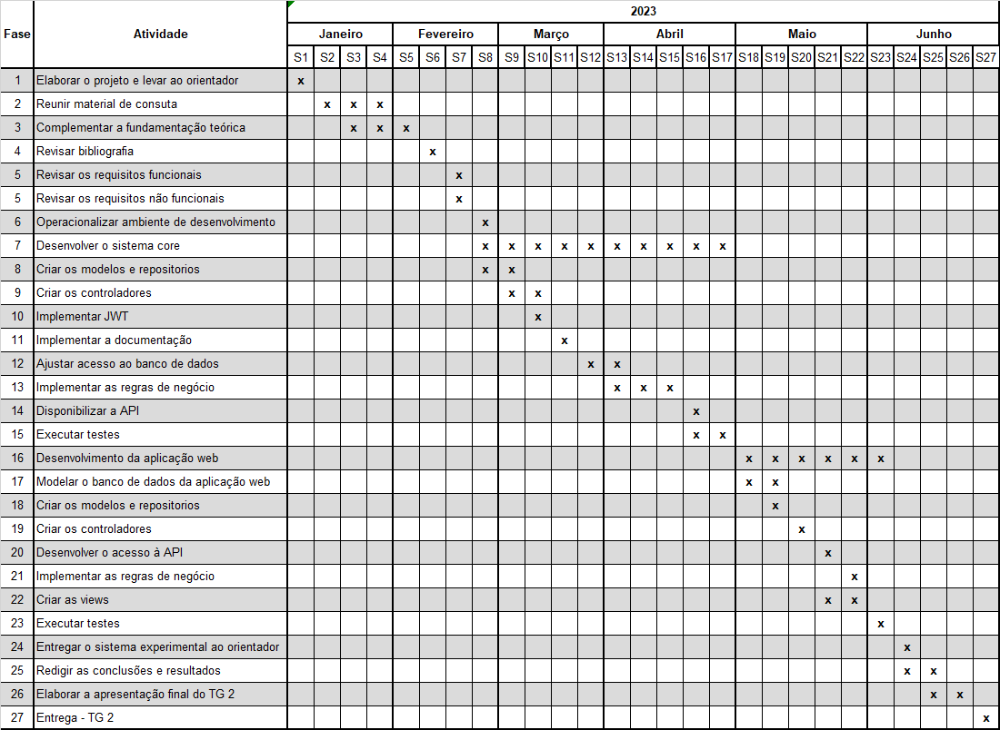 2023
Fase Atividade Janeiro Fevereiro Março Abril Maio Junho
S1 S2 S3 S4 S5 S6 S7 S8 S9 S10 S11 S12 S13 S14 S15 S16 S17 S18 S19 S20 S21 S22 S23 S24 S25 S26 S27
1 Elaborar o projeto e levar ao orientador x
2 Reunir material de consuta x x x
3 Complementar a fundamentação teórica x x x
4 Revisar bibliografia x
5 Revisar os requisitos funcionais x
5 Revisar os requisitos não funcionais x
6 Operacionalizar ambiente de desenvolvimento x
7 Desenvolver o sistema core x x x x x x x x x x
8 Criar os modelos e repositorios x x
9 Criar os controladores x x
10 Implementar JWT x
11 Implementar a documentação x
12 Ajustar acesso ao banco de dados x x
13 Implementar as regras de negócio x x x
14 Disponibilizar a API x
15 Executar testes x x
16 Desenvolvimento da aplicação web x x x x x x
17 Modelar o banco de dados da aplicação web x x
18 Criar os modelos e repositorios x
19 Criar os controladores x
20 Desenvolver o acesso à API x
21 Implementar as regras de negócio x
22 Criar as views x x
23 Executar testes x
24 Entregar o sistema experimental ao orientador x
25 Redigir as conclusões e resultados x x
26 Elaborar a apresentação final do TG 2 x x
27 Entrega - TG 2 x